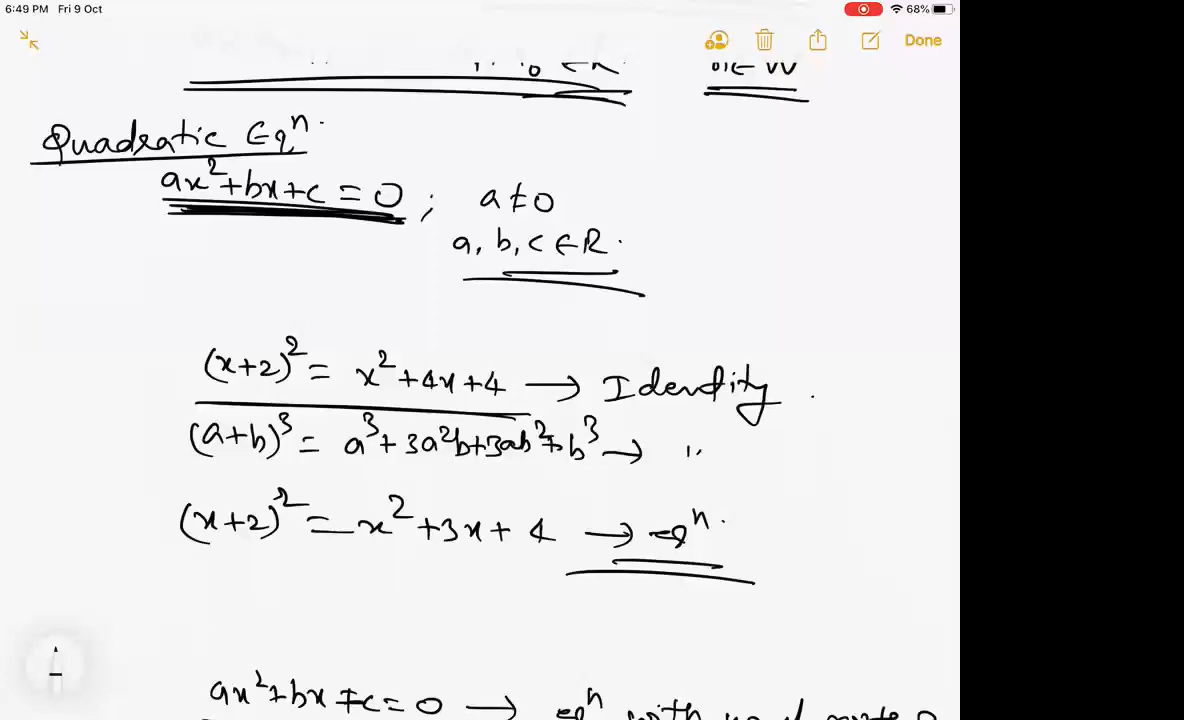 6:49 PM Fri 9 Oct 68%
Done
Quadratic Eqⁿ.
ax²+bx+c = 0 ; a≠0
a, b, c ∈ R.
(x+2)² = x²+4x+4 → Identity
(a+b)³ = a³+3a²b+3ab²+b³ → ''
(x+2)² = x²+3x+4 → eqⁿ.
ax²+bx+c=0 → eqⁿ with